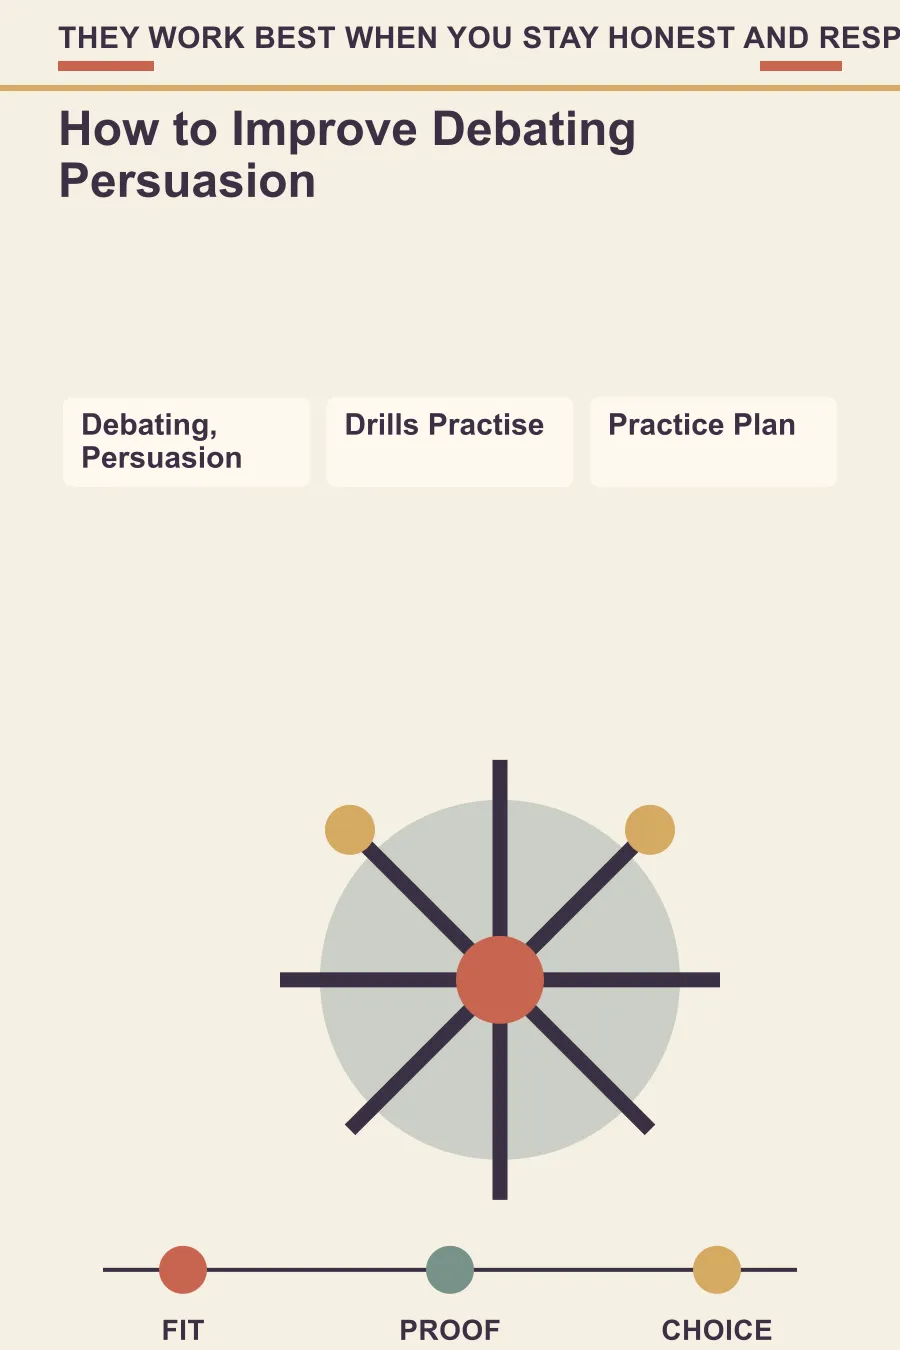 THEY WORK BEST WHEN YOU STAY HONEST AND RESP
How to Improve Debating
Persuasion
Debating,
Persuasion
Drills Practise
Practice Plan
FIT
PROOF
CHOICE